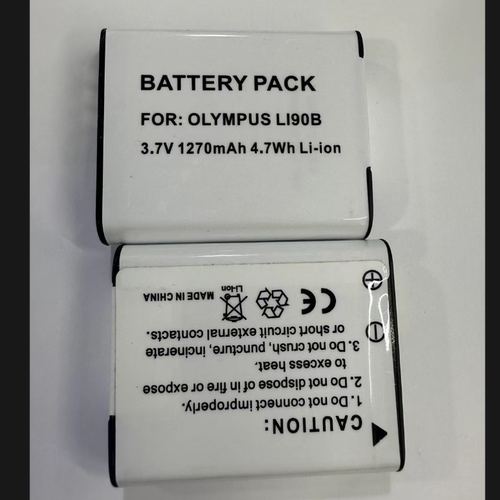 BATTERY PACK
FOR: OLYMPUS LI90B
3.7V 1270mAh 4.7Wh Li-ion
CAUTION:
1. Do not connect improperly.
2. Do not dispose of in fire or expose
to excess heat.
3. Do not crush, puncture, incinerate
or short circuit external contacts.
CE
Li-ion
MADE IN CHINA
+
-